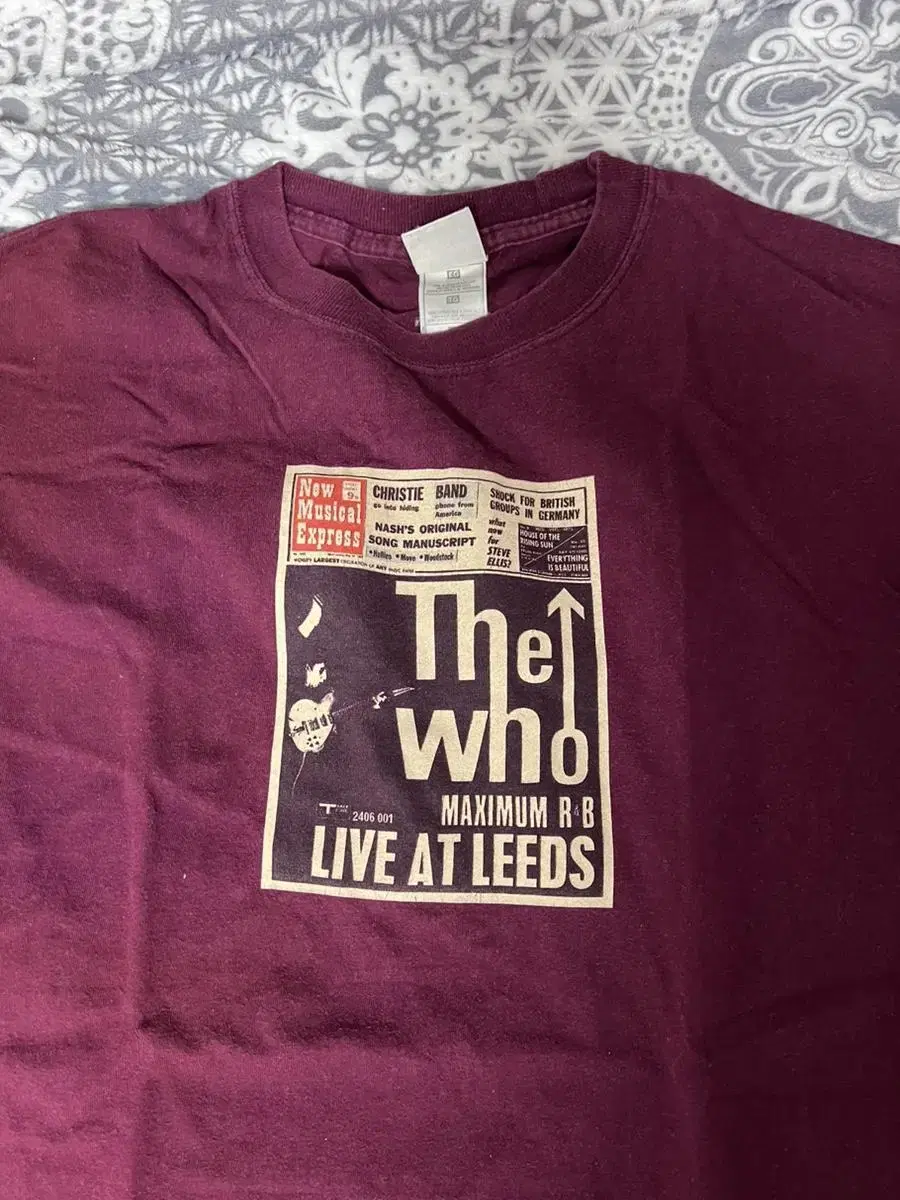 EG
SG
New
Musical
Express
9D
CHRISTIE BAND
go into hiding
phone from
America
NASH'S ORIGINAL
SONG MANUSCRIPT
•Hollies •Move •Woodstock
SHOCK FOR BRITISH
GROUPS IN GERMANY
what
now
for
STEVE
ELLIS?
HOUSE OF THE
RISING SUN
EVERYTHING
IS BEAUTIFUL
WORLD'S LARGEST CIRCULATION OF ANY MUSIC PAPER
The
Who
MAXIMUM R&B
2406 001
LIVE AT LEEDS